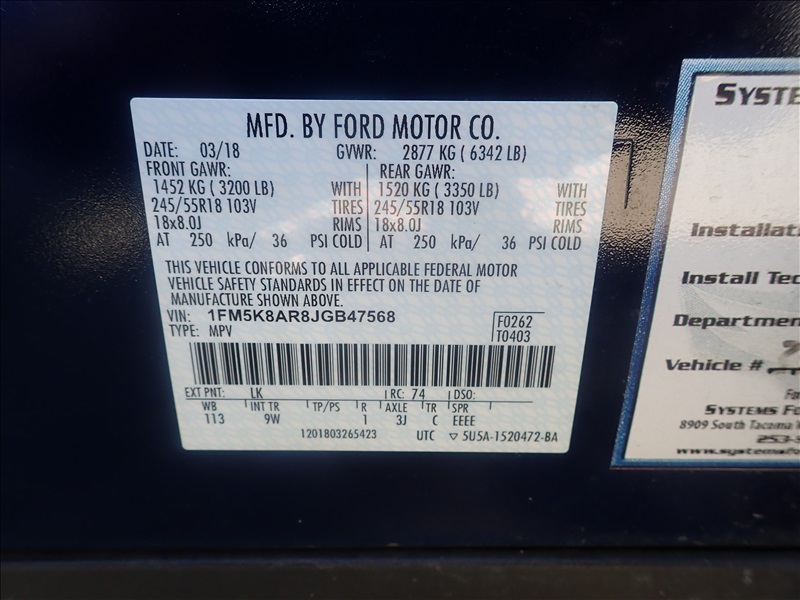 MFD. BY FORD MOTOR CO.
DATE: 03/18 GVWR: 2877 KG ( 6342 LB)
FRONT GAWR: REAR GAWR:
1452 KG ( 3200 LB) WITH 1520 KG ( 3350 LB) WITH
245/55R18 103V TIRES 245/55R18 103V TIRES
18x8.0J RIMS 18x8.0J RIMS
AT 250 kPa/ 36 PSI COLD AT 250 kPa/ 36 PSI COLD
THIS VEHICLE CONFORMS TO ALL APPLICABLE FEDERAL MOTOR
VEHICLE SAFETY STANDARDS IN EFFECT ON THE DATE OF
MANUFACTURE SHOWN ABOVE.
VIN: 1FM5K8AR8JGB47568 F0262
TYPE: MPV T0403
EXT PNT: LK RC: 74 DSO:
WB INT TR TP/PS R AXLE TR SPR
113 9W 1 3J C EEEE
1201803265423 UTC ▽ 5U5A-1520472-BA
SYSTE
Installati
Install Tec
Departmen
Vehicle #
Fo
SYSTEMS FO
8909 South Tacoma
253-
www.systems